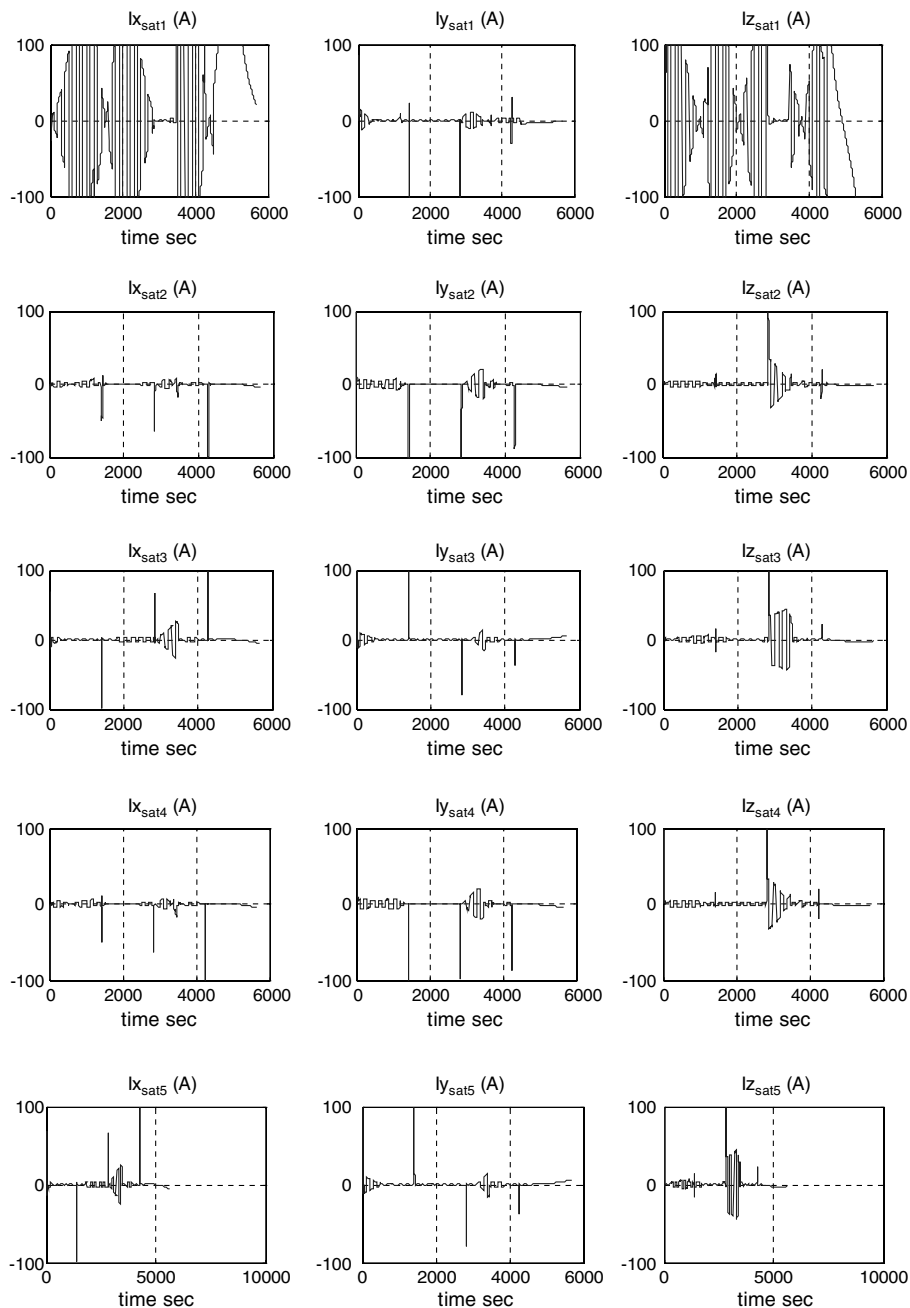 Ix_sat1 (A) Iy_sat1 (A) Iz_sat1 (A)
100 100 100
0 0 0
-100 -100 -100
0 2000 4000 6000 0 2000 4000 6000 0 2000 4000 6000
time sec time sec time sec
Ix_sat2 (A) Iy_sat2 (A) Iz_sat2 (A)
100 100 100
0 0 0
-100 -100 -100
0 2000 4000 6000 0 2000 4000 6000 0 2000 4000 6000
time sec time sec time sec
Ix_sat3 (A) Iy_sat3 (A) Iz_sat3 (A)
100 100 100
0 0 0
-100 -100 -100
0 2000 4000 6000 0 2000 4000 6000 0 2000 4000 6000
time sec time sec time sec
Ix_sat4 (A) Iy_sat4 (A) Iz_sat4 (A)
100 100 100
0 0 0
-100 -100 -100
0 2000 4000 6000 0 2000 4000 6000 0 2000 4000 6000
time sec time sec time sec
Ix_sat5 (A) Iy_sat5 (A) Iz_sat5 (A)
100 100 100
0 0 0
-100 -100 -100
0 5000 10000 0 2000 4000 6000 0 5000 10000
time sec time sec time sec